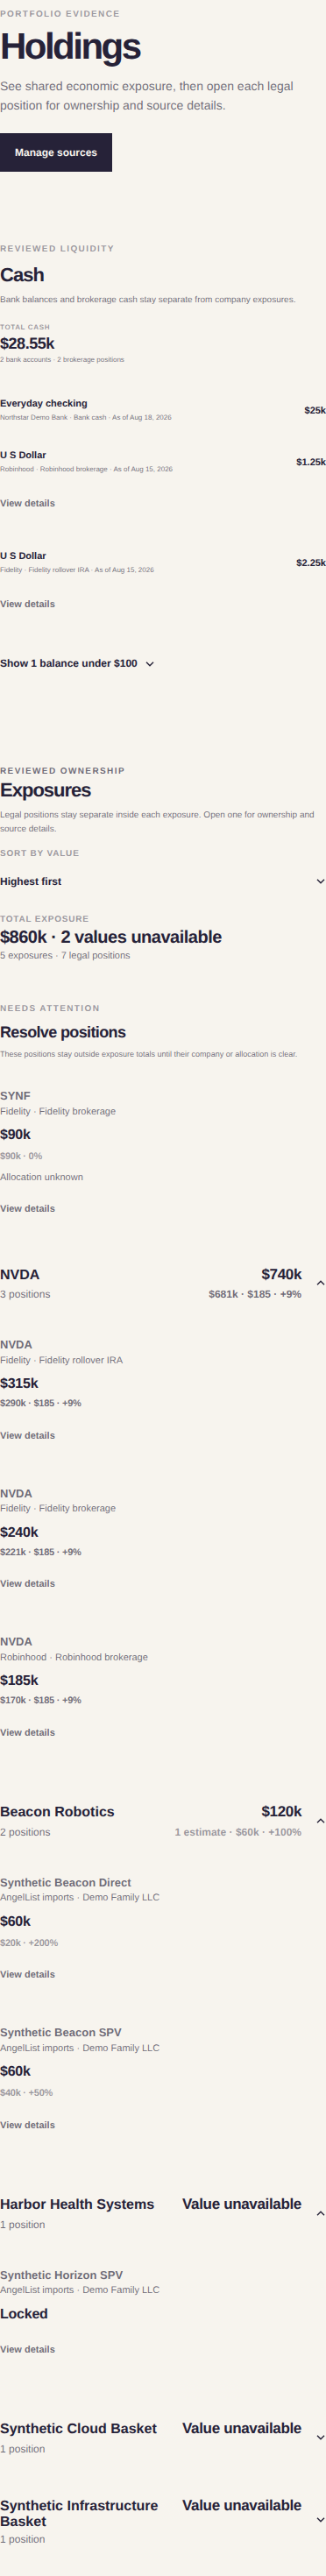 PORTFOLIO EVIDENCE
Holdings
See shared economic exposure, then open each legal
position for ownership and source details.
Manage sources
REVIEWED LIQUIDITY
Cash
Bank balances and brokerage cash stay separate from company exposures.
TOTAL CASH
$28.55k
2 bank accounts · 2 brokerage positions
Everyday checking
$25k
Northstar Demo Bank · Bank cash · As of Aug 18, 2026
U S Dollar
$1.25k
Robinhood · Robinhood brokerage · As of Aug 15, 2026
View details
U S Dollar
$2.25k
Fidelity · Fidelity rollover IRA · As of Aug 15, 2026
View details
Show 1 balance under $100
REVIEWED OWNERSHIP
Exposures
Legal positions stay separate inside each exposure. Open one for ownership and
source details.
SORT BY VALUE
Highest first
TOTAL EXPOSURE
$860k · 2 values unavailable
5 exposures · 7 legal positions
NEEDS ATTENTION
Resolve positions
These positions stay outside exposure totals until their company or allocation is clear.
SYNF
Fidelity · Fidelity brokerage
$90k
$90k · 0%
Allocation unknown
View details
NVDA $740k
3 positions $681k · $185 · +9%
NVDA
Fidelity · Fidelity rollover IRA
$315k
$290k · $185 · +9%
View details
NVDA
Fidelity · Fidelity brokerage
$240k
$221k · $185 · +9%
View details
NVDA
Robinhood · Robinhood brokerage
$185k
$170k · $185 · +9%
View details
Beacon Robotics $120k
2 positions 1 estimate · $60k · +100%
Synthetic Beacon Direct
AngelList imports · Demo Family LLC
$60k
$20k · +200%
View details
Synthetic Beacon SPV
AngelList imports · Demo Family LLC
$60k
$40k · +50%
View details
Harbor Health Systems Value unavailable
1 position
Synthetic Horizon SPV
AngelList imports · Demo Family LLC
Locked
View details
Synthetic Cloud Basket Value unavailable
1 position
Synthetic Infrastructure Value unavailable
Basket
1 position